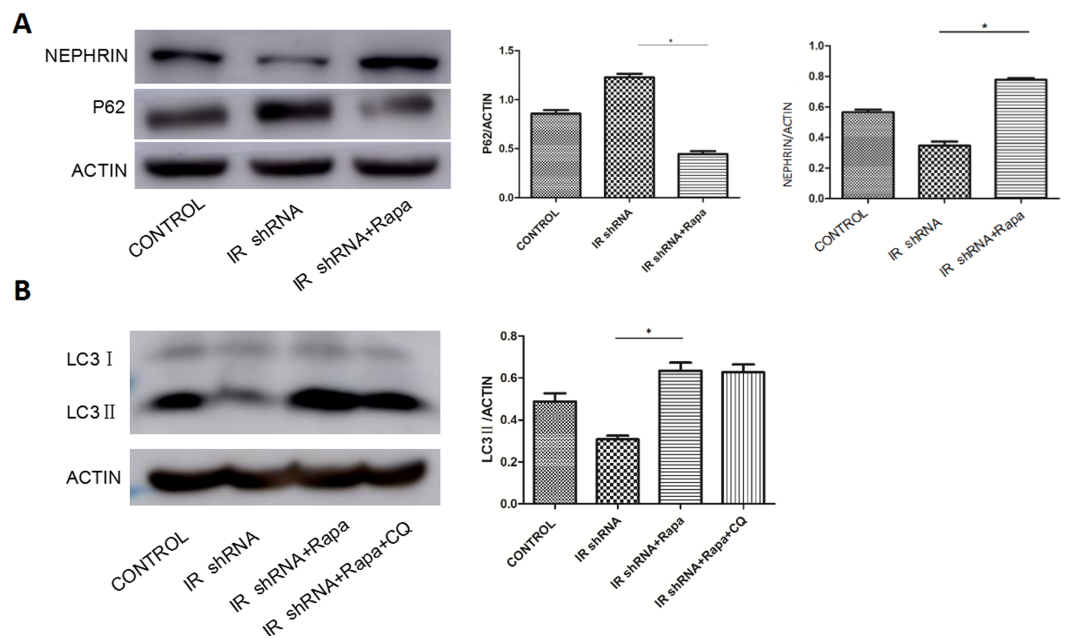 A
NEPHRIN
P62
ACTIN
CONTROL
IR shRNA
IR shRNA+Rapa
P62/ACTIN
1.5
1.0
0.5
0.0
*
CONTROL
IR shRNA
IR shRNA+Rapa
NEPHRIN/ACTIN
1.0
0.8
0.6
0.4
0.2
0.0
*
CONTROL
IR shRNA
IR shRNA+Rapa
B
LC3 Ⅰ
LC3 Ⅱ
ACTIN
CONTROL
IR shRNA
IR shRNA+Rapa
IR shRNA+Rapa+CQ
LC3Ⅱ/ACTIN
0.8
0.6
0.4
0.2
0.0
*
CONTROL
IR shRNA
IR shRNA+Rapa
IR shRNA+Rapa+CQ